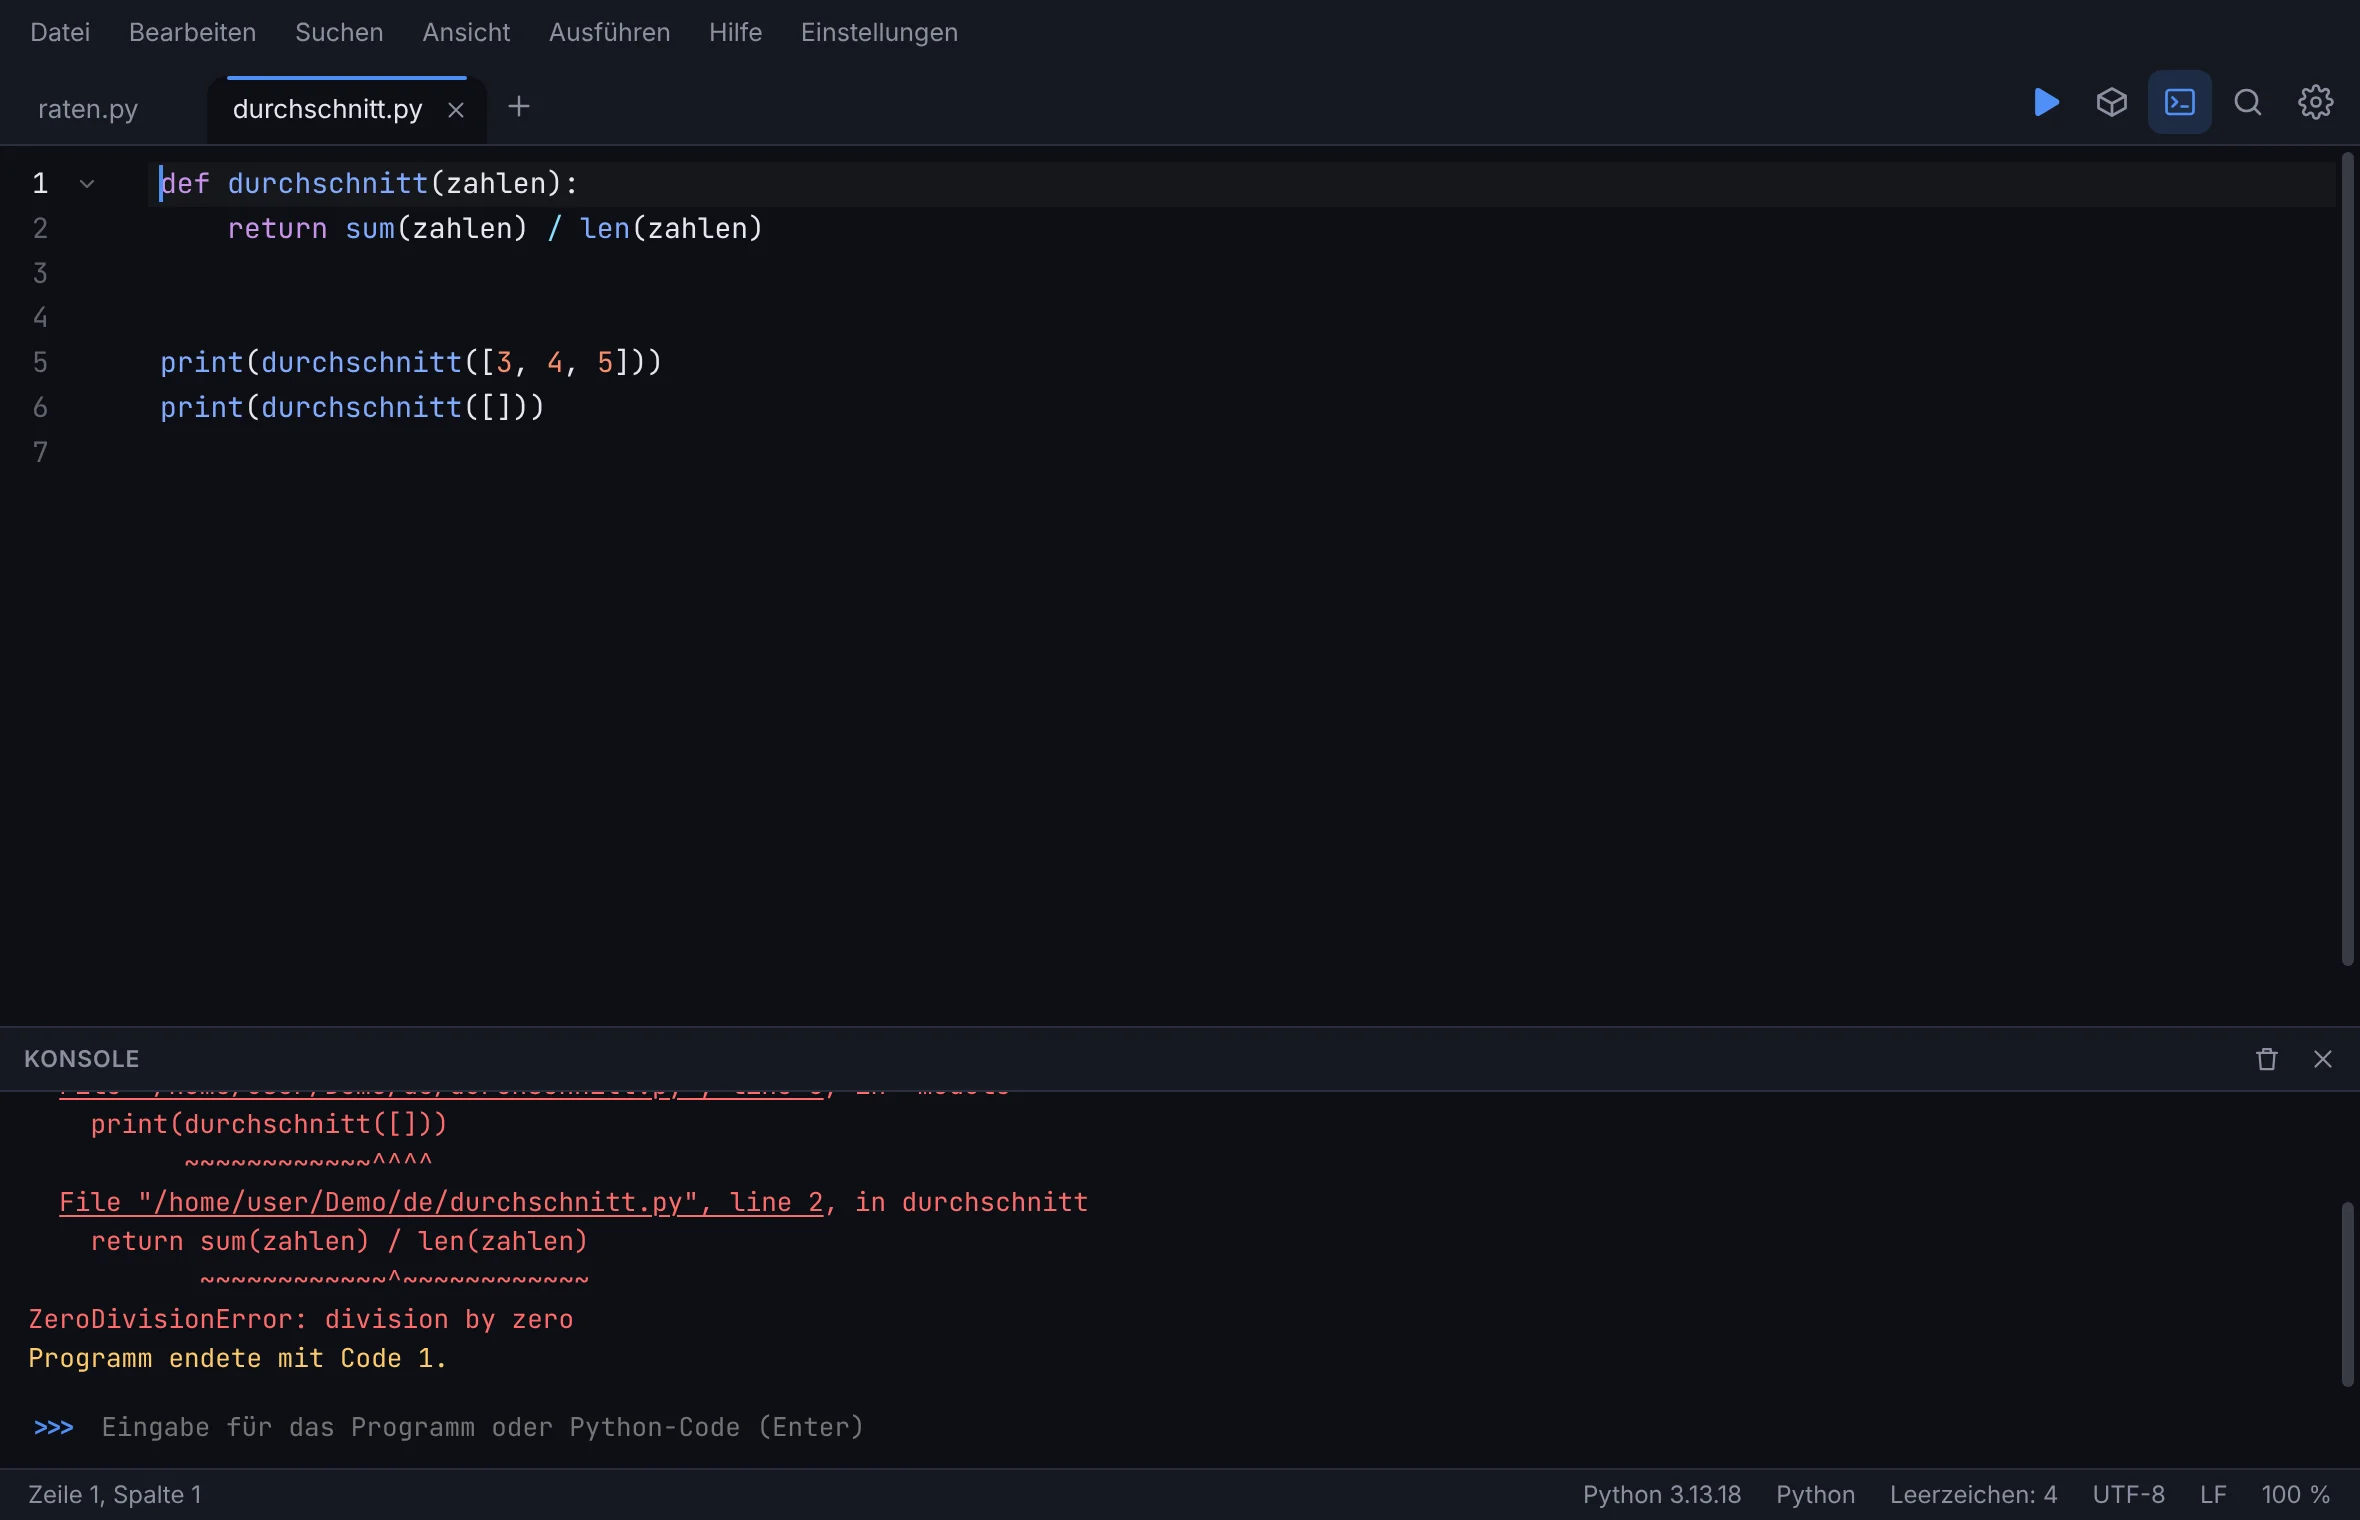 Datei Bearbeiten Suchen Ansicht Ausführen Hilfe Einstellungen
raten.py durchschnitt.py
1 def durchschnitt(zahlen):
2 return sum(zahlen) / len(zahlen)
3
4
5 print(durchschnitt([3, 4, 5]))
6 print(durchschnitt([]))
7
KONSOLE
print(durchschnitt([]))
~~~~~~~~~~~~^^^^
File "/home/user/Demo/de/durchschnitt.py", line 2, in durchschnitt
return sum(zahlen) / len(zahlen)
~~~~~~~~~~~~^~~~~~~~~~~~
ZeroDivisionError: division by zero
Programm endete mit Code 1.
>>> Eingabe für das Programm oder Python-Code (Enter)
Zeile 1, Spalte 1 Python 3.13.18 Python Leerzeichen: 4 UTF-8 LF 100 %